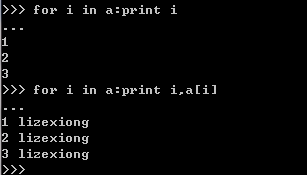 >>> for i in a:print i
...
1
2
3
>>> for i in a:print i,a[i]
...
1 lizexiong
2 lizexiong
3 lizexiong
>>>